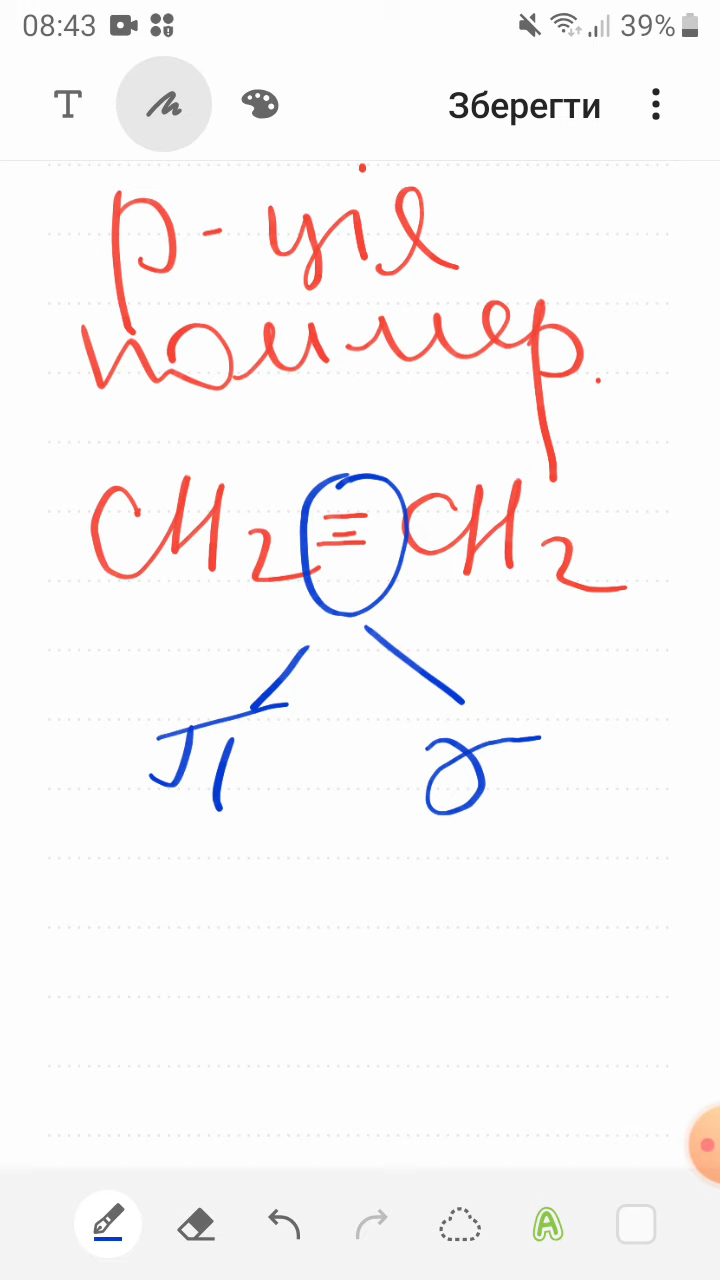 08:43 39%
T Зберегти
р-ція
полімер.
CH2≡CH2
π σ
A